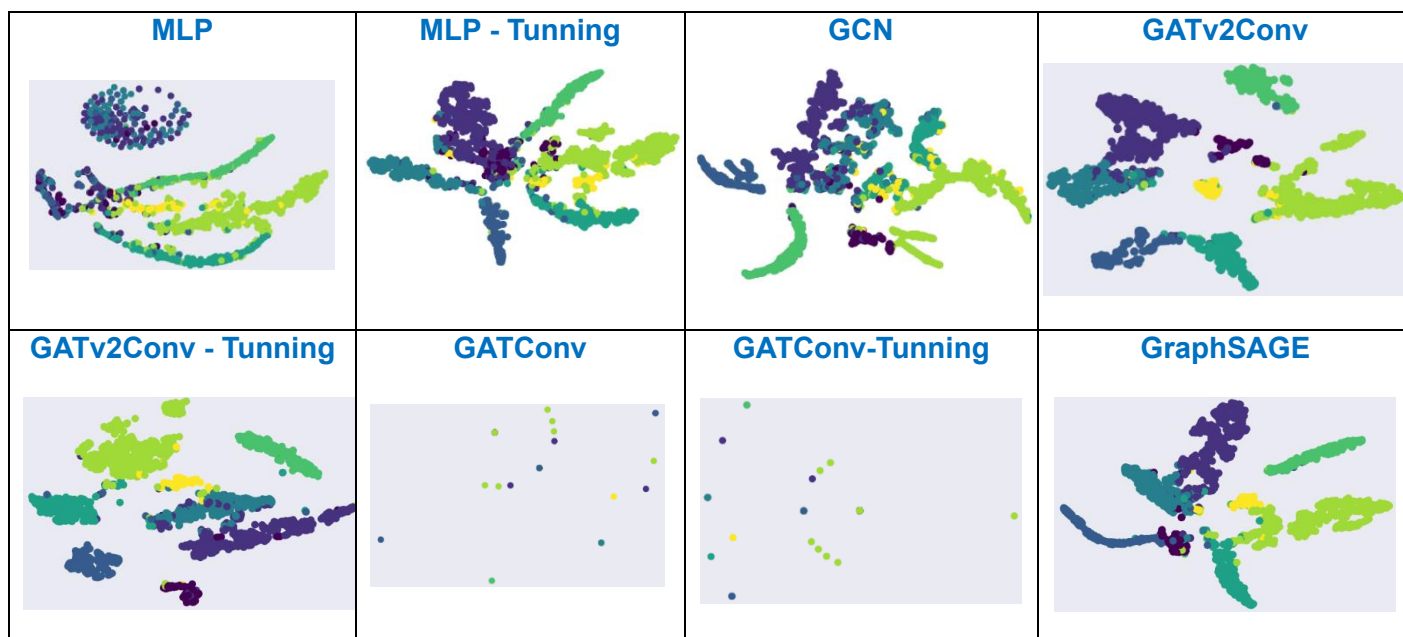 MLP
MLP - Tunning
GCN
GATv2Conv
GATv2Conv - Tunning
GATConv
GATConv-Tunning
GraphSAGE